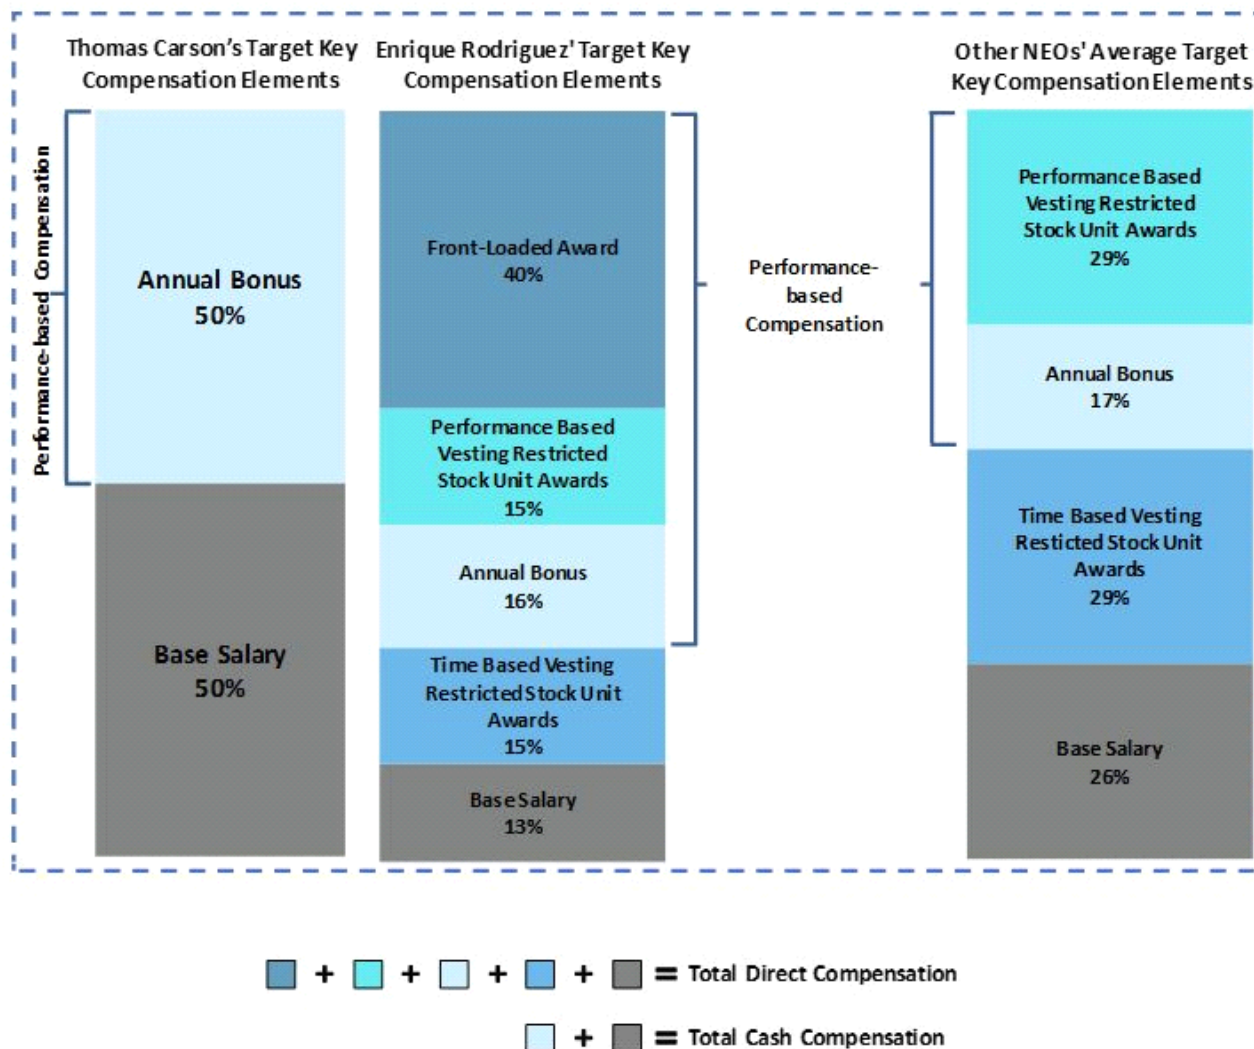 Thomas Carson's Target Key
Compensation Elements
Performance-based Compensation
Annual Bonus
50%
Base Salary
50%
Enrique Rodriguez' Target Key
Compensation Elements
Front-Loaded Award
40%
Performance Based
Vesting Restricted
Stock Unit Awards
15%
Annual Bonus
16%
Time Based Vesting
Restricted Stock Unit
Awards
15%
Base Salary
13%
Performance-
based
Compensation
Other NEOs' Average Target
Key Compensation Elements
Performance Based
Vesting Restricted
Stock Unit Awards
29%
Annual Bonus
17%
Time Based Vesting
Resticted Stock Unit
Awards
29%
Base Salary
26%
+ + + + = Total Direct Compensation
+ = Total Cash Compensation